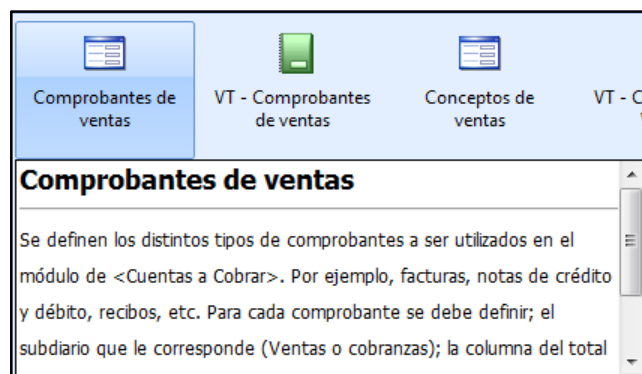 Comprobantes de ventas
VT - Comprobantes de ventas
Conceptos de ventas
VT - C
Comprobantes de ventas
Se definen los distintos tipos de comprobantes a ser utilizados en el
módulo de <Cuentas a Cobrar>. Por ejemplo, facturas, notas de crédito
y débito, recibos, etc. Para cada comprobante se debe definir; el
subdiario que le corresponde (Ventas o cobranzas); la columna del total